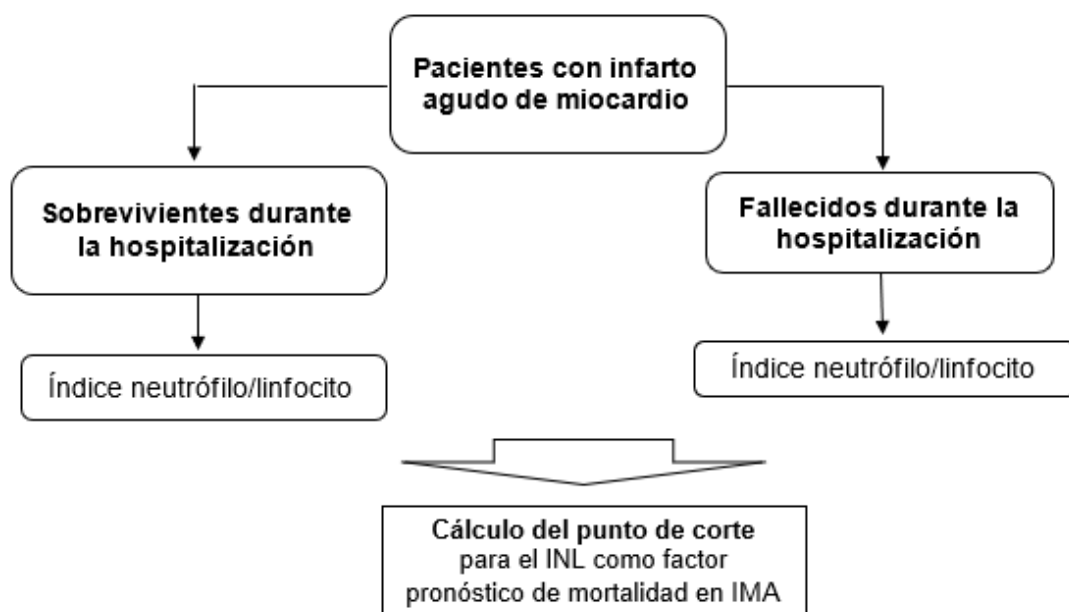 Pacientes con infarto
agudo de miocardio
Sobrevivientes durante
la hospitalización
Fallecidos durante la
hospitalización
Índice neutrófilo/linfocito
Índice neutrófilo/linfocito
Cálculo del punto de corte
para el INL como factor
pronóstico de mortalidad en IMA